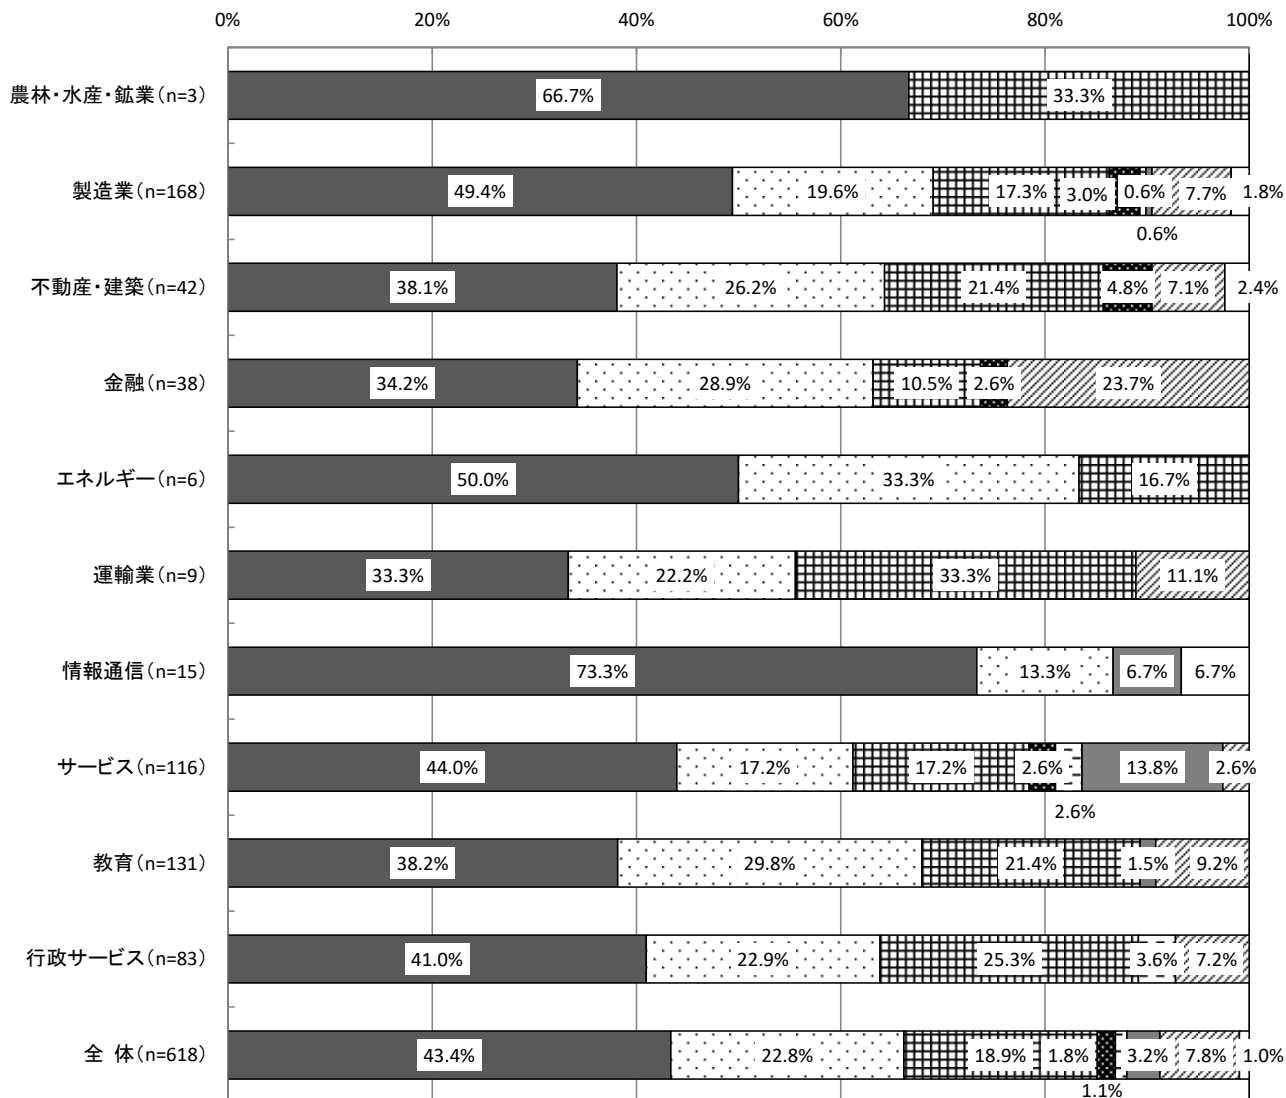 0% 20% 40% 60% 80% 100%
農林・水産・鉱業(n=3) 66.7% 33.3%
製造業(n=168) 49.4% 19.6% 17.3% 3.0% 0.6% 7.7% 1.8%
0.6%
不動産・建築(n=42) 38.1% 26.2% 21.4% 4.8% 7.1% 2.4%
金融(n=38) 34.2% 28.9% 10.5% 2.6% 23.7%
エネルギー(n=6) 50.0% 33.3% 16.7%
運輸業(n=9) 33.3% 22.2% 33.3% 11.1%
情報通信(n=15) 73.3% 13.3% 6.7% 6.7%
サービス(n=116) 44.0% 17.2% 17.2% 2.6% 13.8% 2.6%
2.6%
教育(n=131) 38.2% 29.8% 21.4% 1.5% 9.2%
行政サービス(n=83) 41.0% 22.9% 25.3% 3.6% 7.2%
全 体(n=618) 43.4% 22.8% 18.9% 1.8% 3.2% 7.8% 1.0%
1.1%